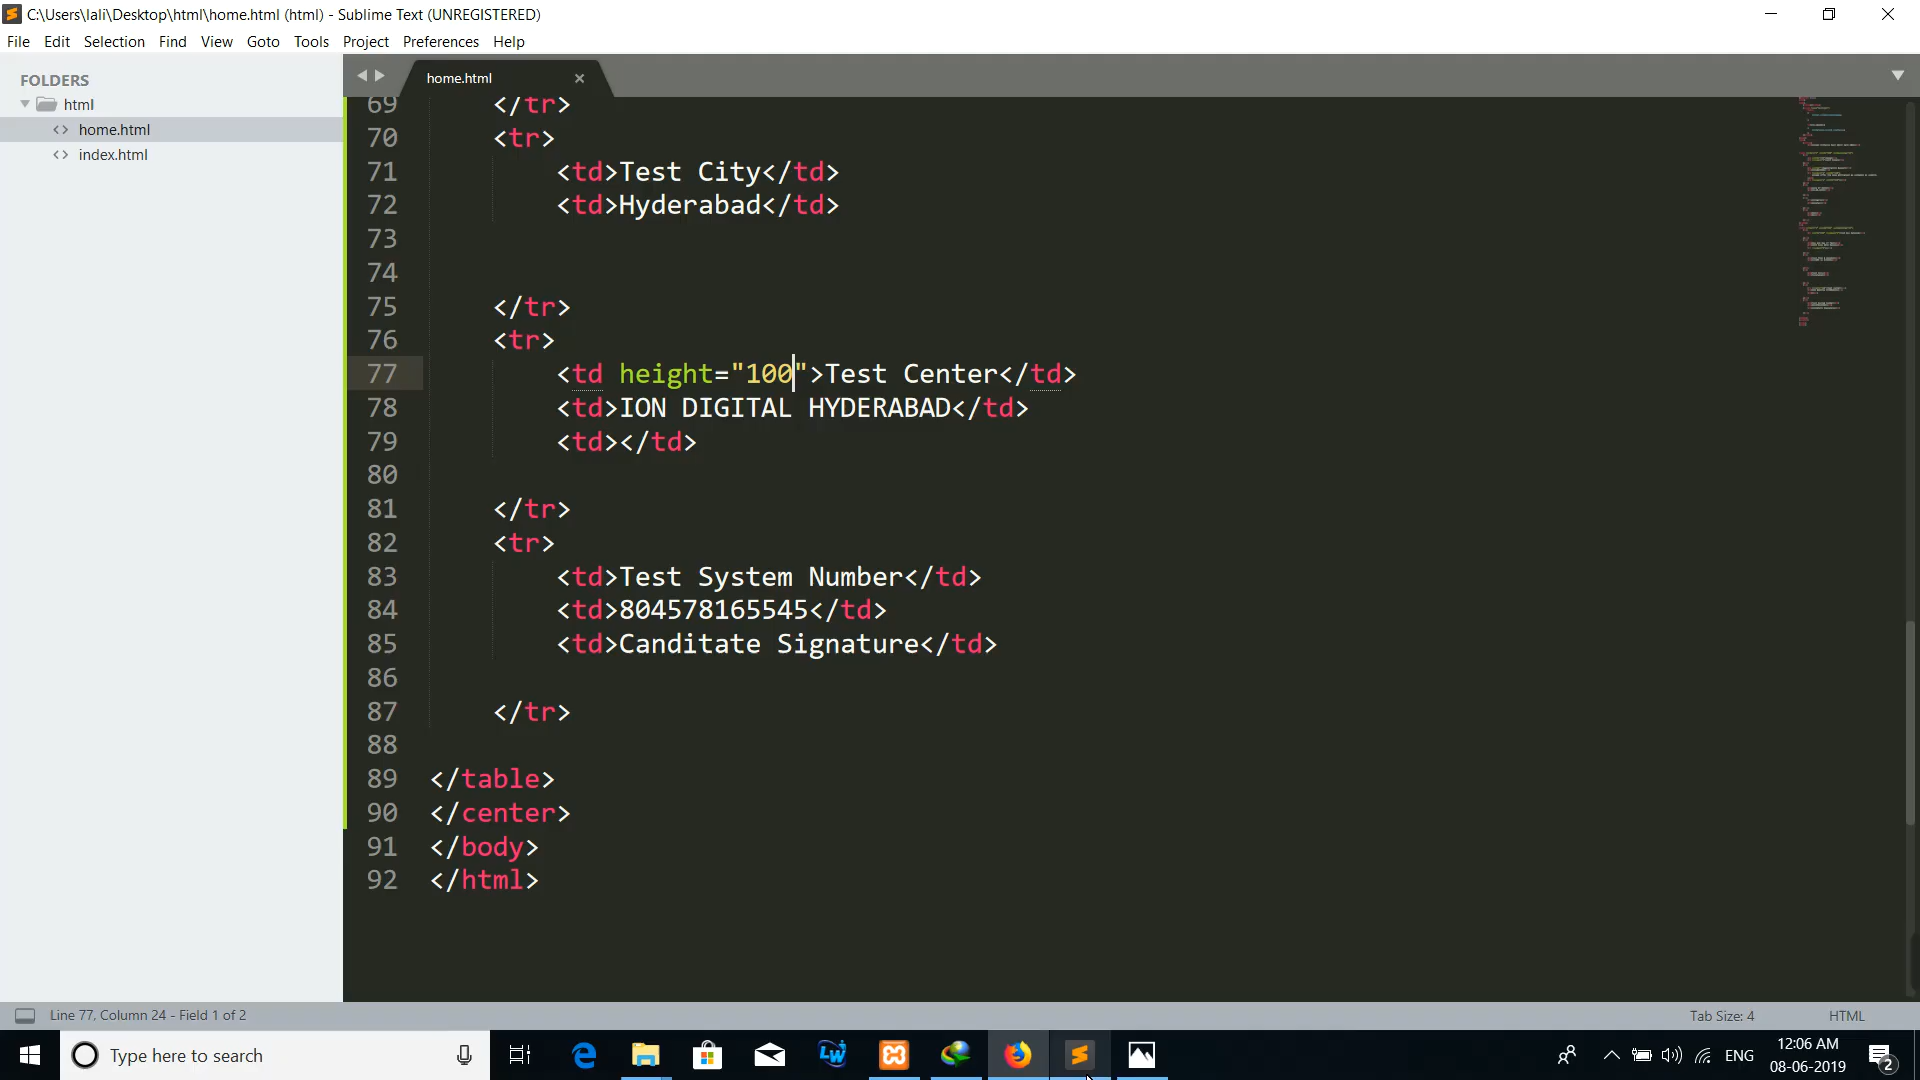 C:\Users\lali\Desktop\html\home.html (html) - Sublime Text (UNREGISTERED)
File Edit Selection Find View Goto Tools Project Preferences Help
FOLDERS
html
home.html
index.html
home.html
69 </tr>
70 <tr>
71 <td>Test City</td>
72 <td>Hyderabad</td>
73
74
75 </tr>
76 <tr>
77 <td height="100">Test Center</td>
78 <td>ION DIGITAL HYDERABAD</td>
79 <td></td>
80
81 </tr>
82 <tr>
83 <td>Test System Number</td>
84 <td>804578165545</td>
85 <td>Canditate Signature</td>
86
87 </tr>
88
89 </table>
90 </center>
91 </body>
92 </html>
Line 77, Column 24 - Field 1 of 2
Tab Size: 4 HTML
Type here to search
ENG
12:06 AM
08-06-2019
2